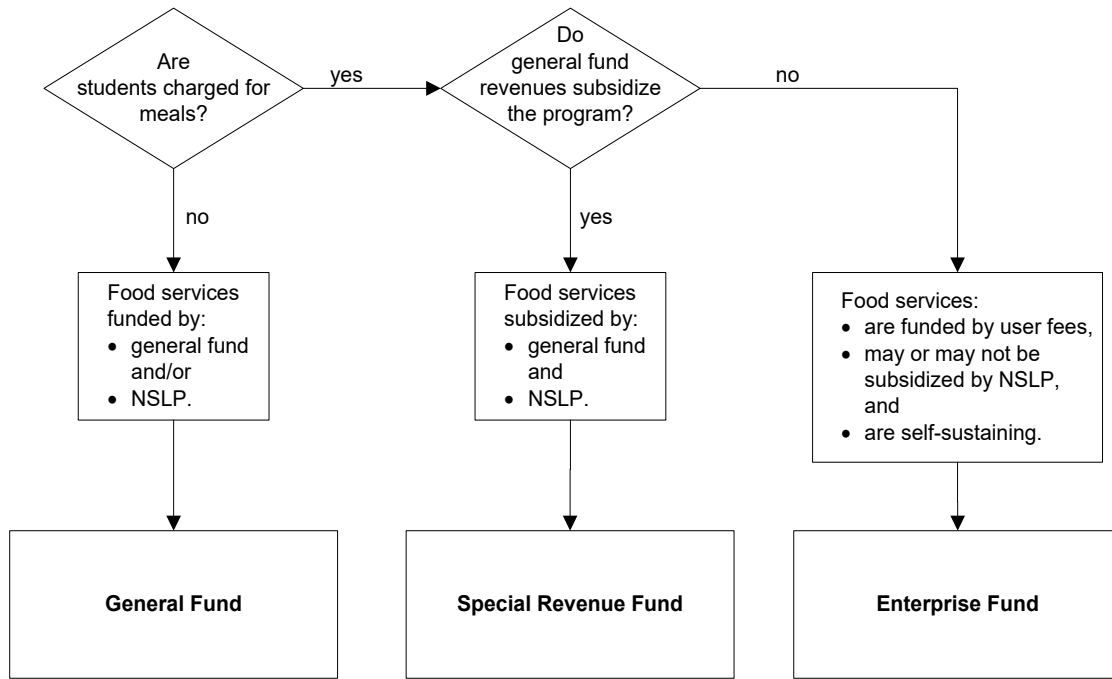 Are
students charged for
meals?
yes
Do
general fund
revenues subsidize
the program?
no
no
yes
Food services
funded by:
• general fund
and/or
• NSLP.
Food services
subsidized by:
• general fund
and
• NSLP.
Food services:
• are funded by user fees,
• may or may not be
subsidized by NSLP,
and
• are self-sustaining.
General Fund
Special Revenue Fund
Enterprise Fund